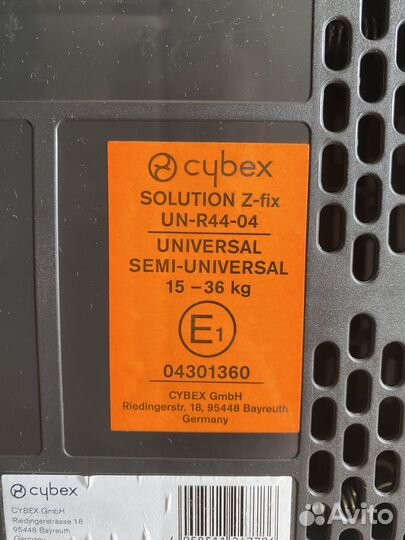 cybex
SOLUTION Z-fix
UN-R44-04
UNIVERSAL
SEMI-UNIVERSAL
15 – 36 kg
E1
04301360
CYBEX GmbH
Riedingerstr. 18, 95448 Bayreuth
Germany
cybex
CYBEX GmbH
Riedingerstrasse 18
95448 Bayreuth
Germany
Avito